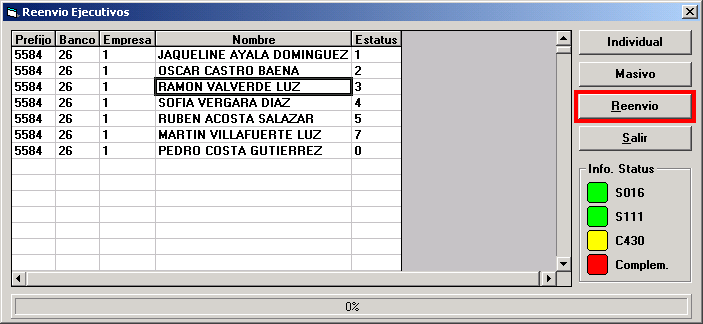 Reenvio Ejecutivos
Prefijo Banco Empresa Nombre Estatus
5584 26 1 JAQUELINE AYALA DOMINGUEZ 1
5584 26 1 OSCAR CASTRO BAENA 2
5584 26 1 RAMON VALVERDE LUZ 3
5584 26 1 SOFIA VERGARA DIAZ 4
5584 26 1 RUBEN ACOSTA SALAZAR 5
5584 26 1 MARTIN VILLAFUERTE LUZ 7
5584 26 1 PEDRO COSTA GUTIERREZ 0
Individual
Masivo
Reenvio
Salir
Info. Status
S016
S111
C430
Complem.
0%